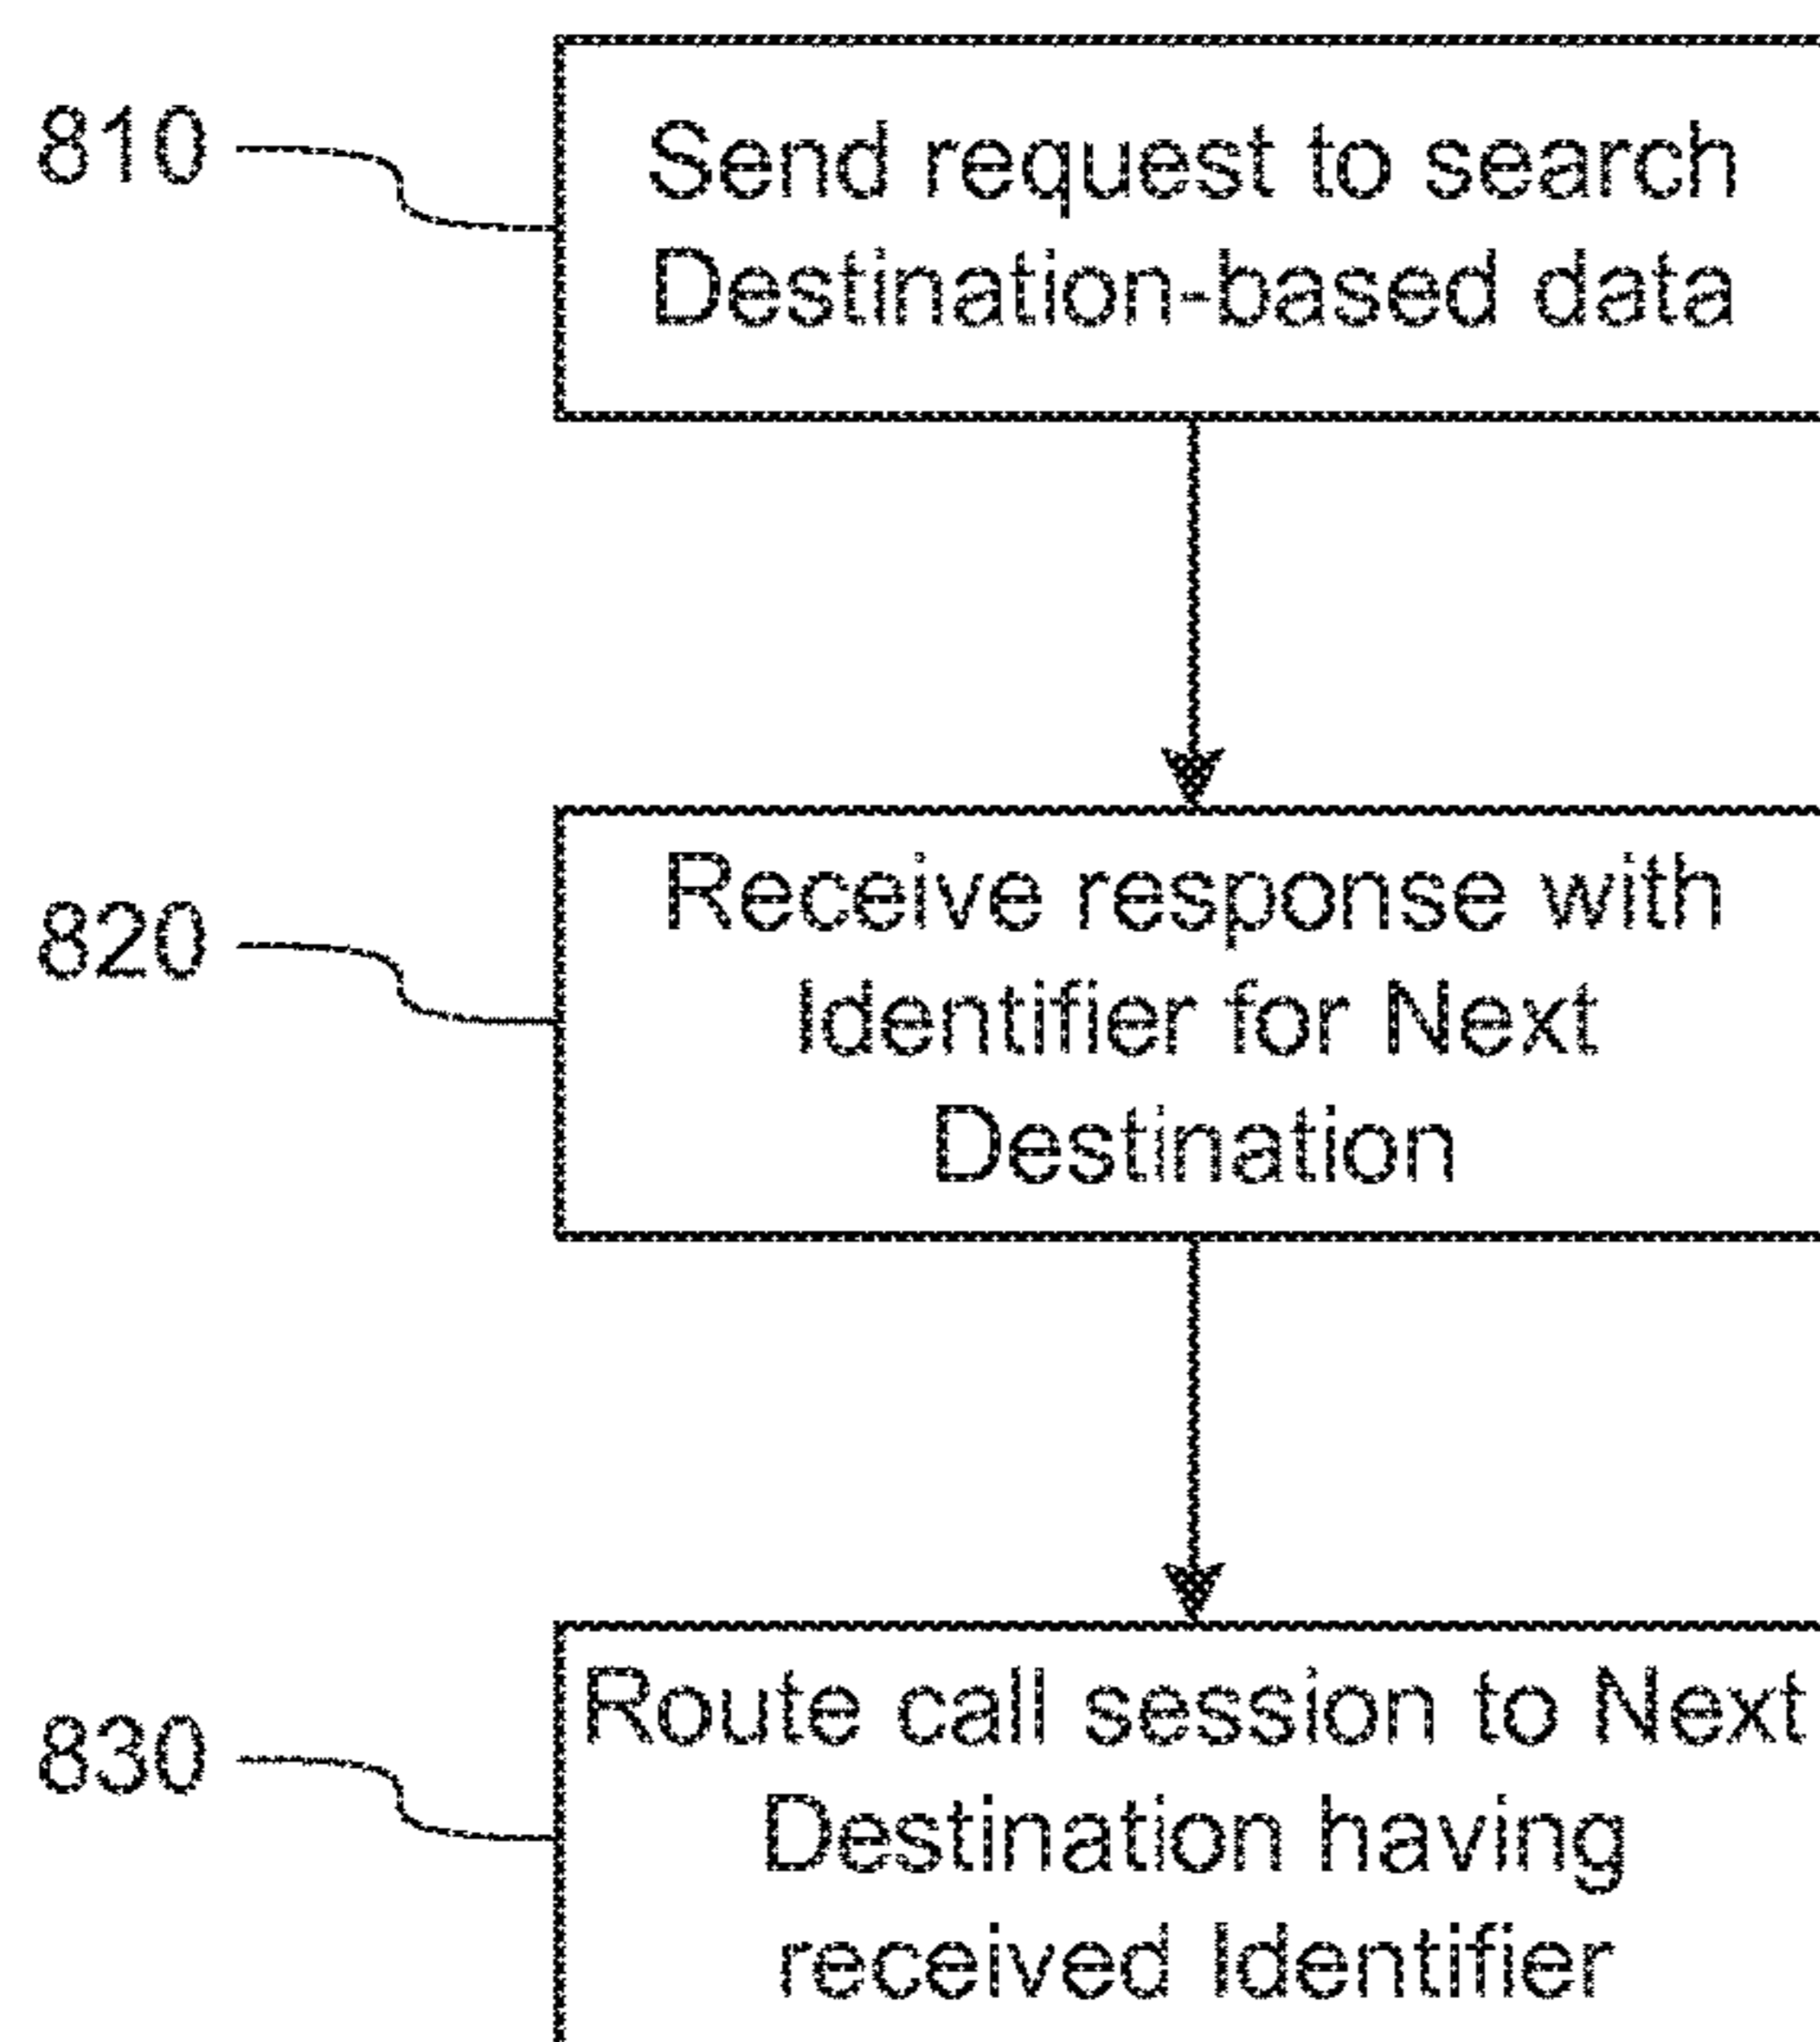 810
Send request to search
Destination-based data
820
Receive response with
Identifier for Next
Destination
830
Route call session to Next
Destination having
received Identifier